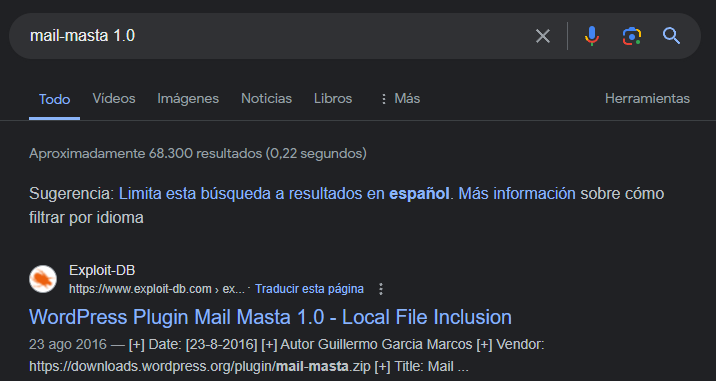 mail-masta 1.0
Todo Vídeos Imágenes Noticias Libros Más Herramientas
Aproximadamente 68.300 resultados (0,22 segundos)
Sugerencia: Limita esta búsqueda a resultados en español. Más información sobre cómo
filtrar por idioma
Exploit-DB
https://www.exploit-db.com › ex... · Traducir esta página
WordPress Plugin Mail Masta 1.0 - Local File Inclusion
23 ago 2016 — [+] Date: [23-8-2016] [+] Autor Guillermo Garcia Marcos [+] Vendor:
https://downloads.wordpress.org/plugin/mail-masta.zip [+] Title: Mail ...